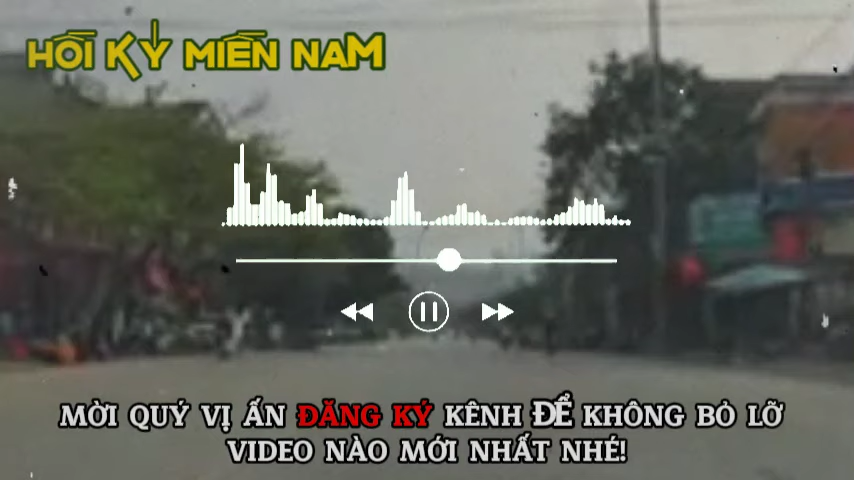 HỒI KÝ MIỀN NAM
MỜI QUÝ VỊ ẤN ĐĂNG KÝ KÊNH ĐỂ KHÔNG BỎ LỠ
VIDEO NÀO MỚI NHẤT NHÉ!